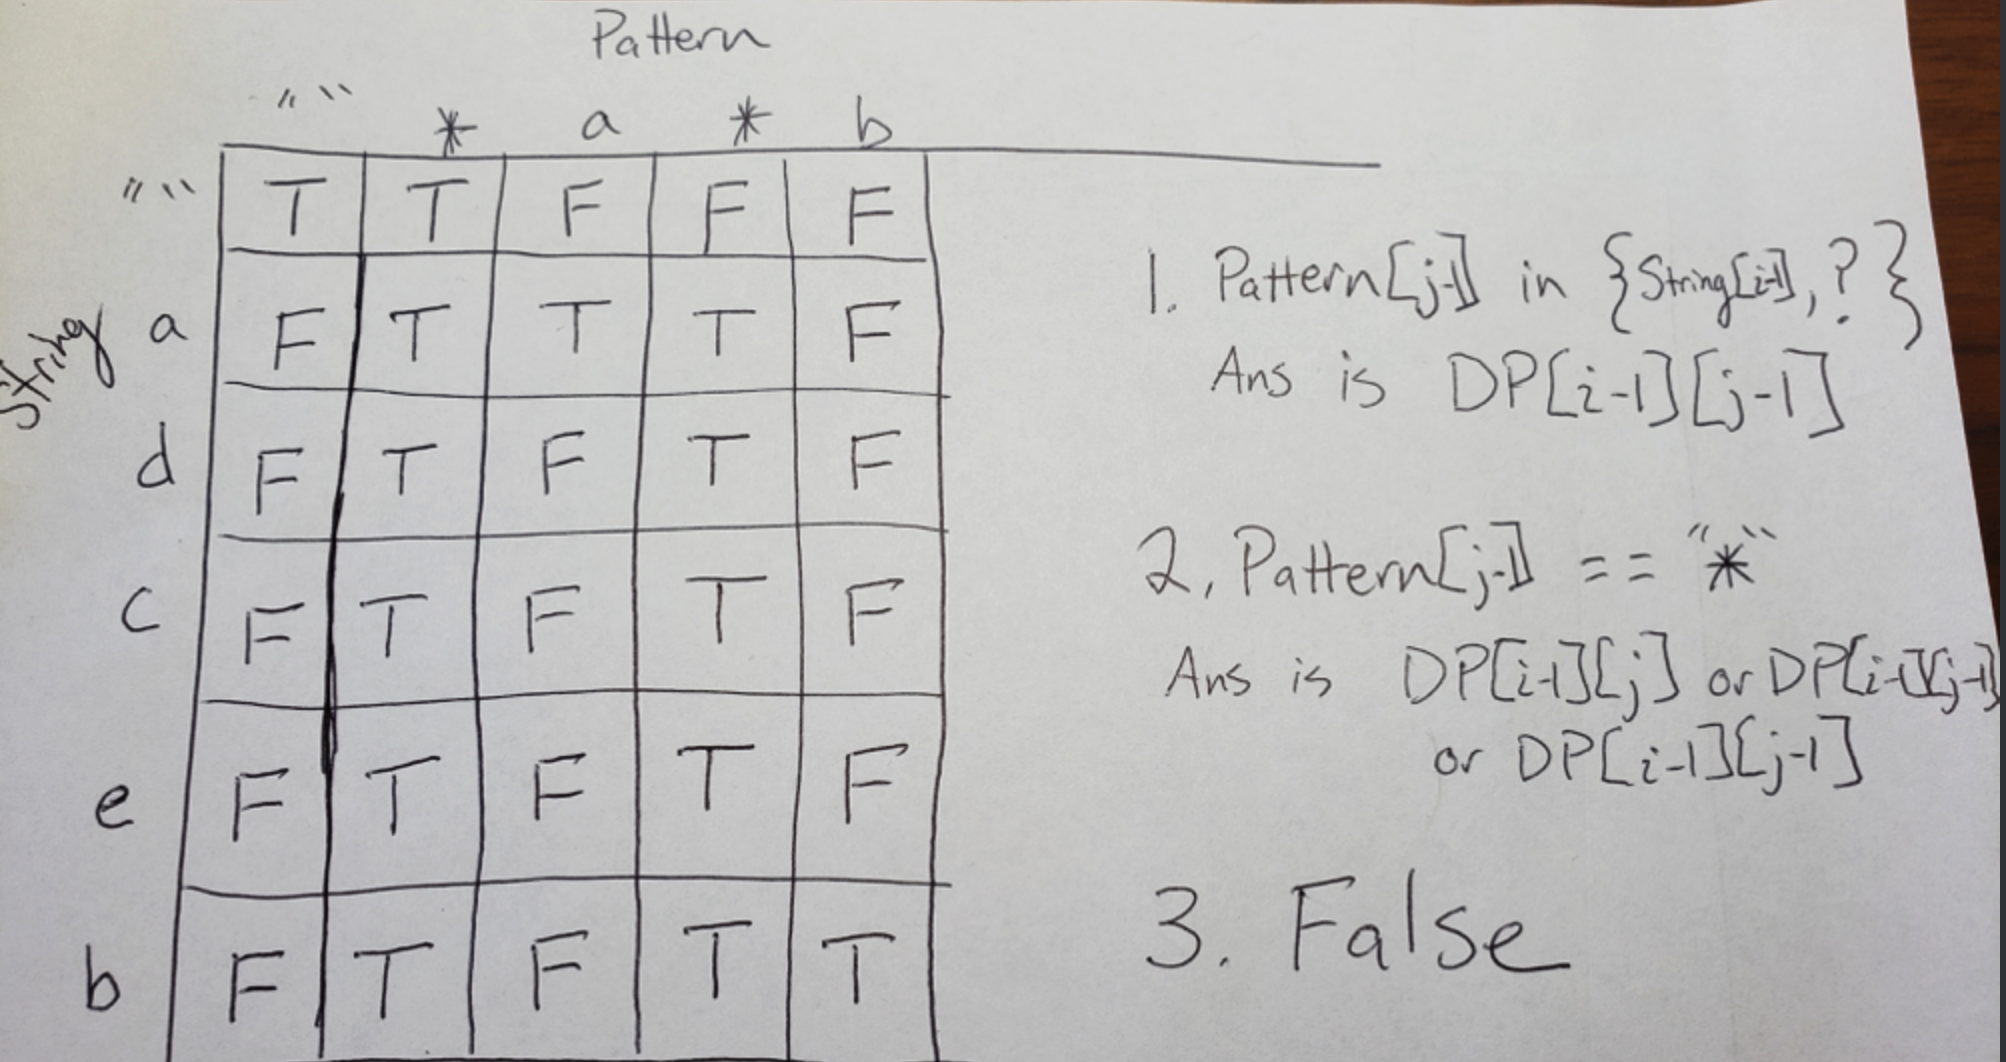 Pattern
"" * a * b
"" T T F F F
String
a F T T T F
d F T F T F
c F T F T F
e F T F T F
b F T F T T
1. Pattern[j-1] in {String[i-1], ?}
Ans is DP[i-1][j-1]
2. Pattern[j-1] == "*"
Ans is DP[i-1][j] or DP[i-1][j-1]
or DP[i-1][j-1]
3. False